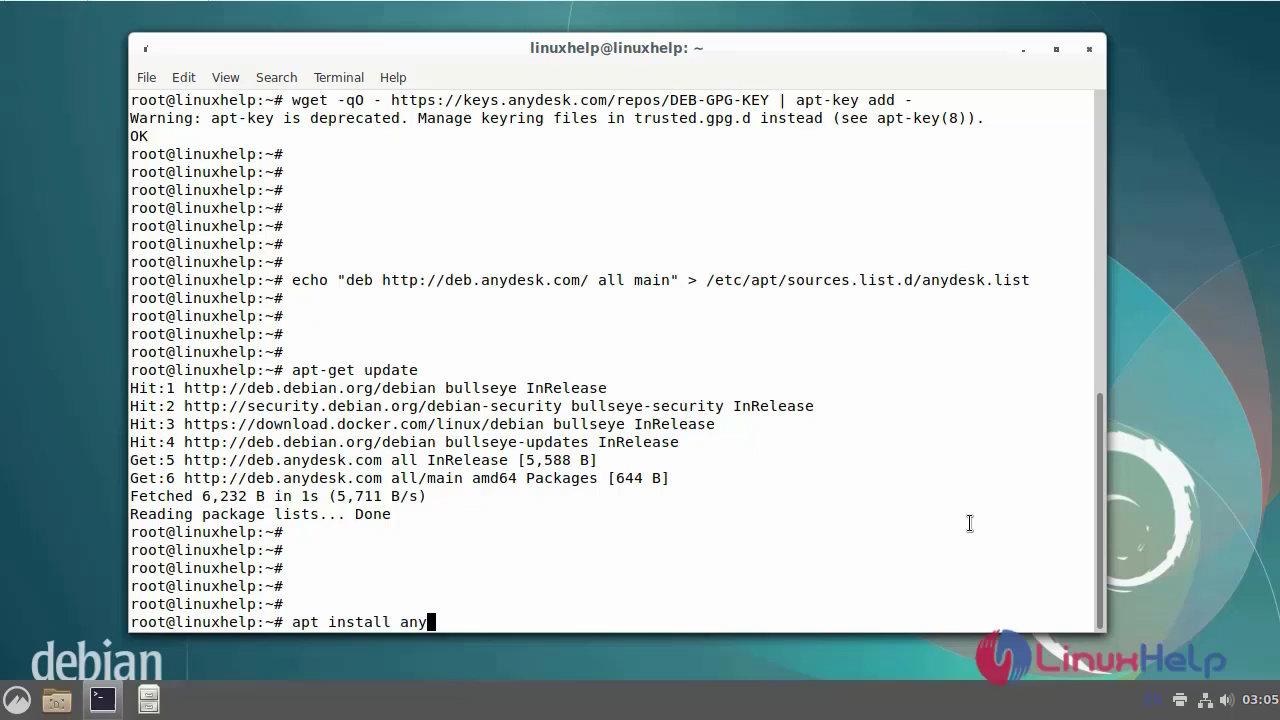 linuxhelp@linuxhelp: ~
File Edit View Search Terminal Help
root@linuxhelp:~# wget -qO - https://keys.anydesk.com/repos/DEB-GPG-KEY | apt-key add -
Warning: apt-key is deprecated. Manage keyring files in trusted.gpg.d instead (see apt-key(8)).
OK
root@linuxhelp:~#
root@linuxhelp:~#
root@linuxhelp:~#
root@linuxhelp:~#
root@linuxhelp:~#
root@linuxhelp:~#
root@linuxhelp:~#
root@linuxhelp:~# echo "deb http://deb.anydesk.com/ all main" > /etc/apt/sources.list.d/anydesk.list
root@linuxhelp:~#
root@linuxhelp:~#
root@linuxhelp:~#
root@linuxhelp:~#
root@linuxhelp:~# apt-get update
Hit:1 http://deb.debian.org/debian bullseye InRelease
Hit:2 http://security.debian.org/debian-security bullseye-security InRelease
Hit:3 https://download.docker.com/linux/debian bullseye InRelease
Hit:4 http://deb.debian.org/debian bullseye-updates InRelease
Get:5 http://deb.anydesk.com all InRelease [5,588 B]
Get:6 http://deb.anydesk.com all/main amd64 Packages [644 B]
Fetched 6,232 B in 1s (5,711 B/s)
Reading package lists... Done
root@linuxhelp:~#
root@linuxhelp:~#
root@linuxhelp:~#
root@linuxhelp:~#
root@linuxhelp:~#
root@linuxhelp:~# apt install any
debian
LinuxHelp
03:05